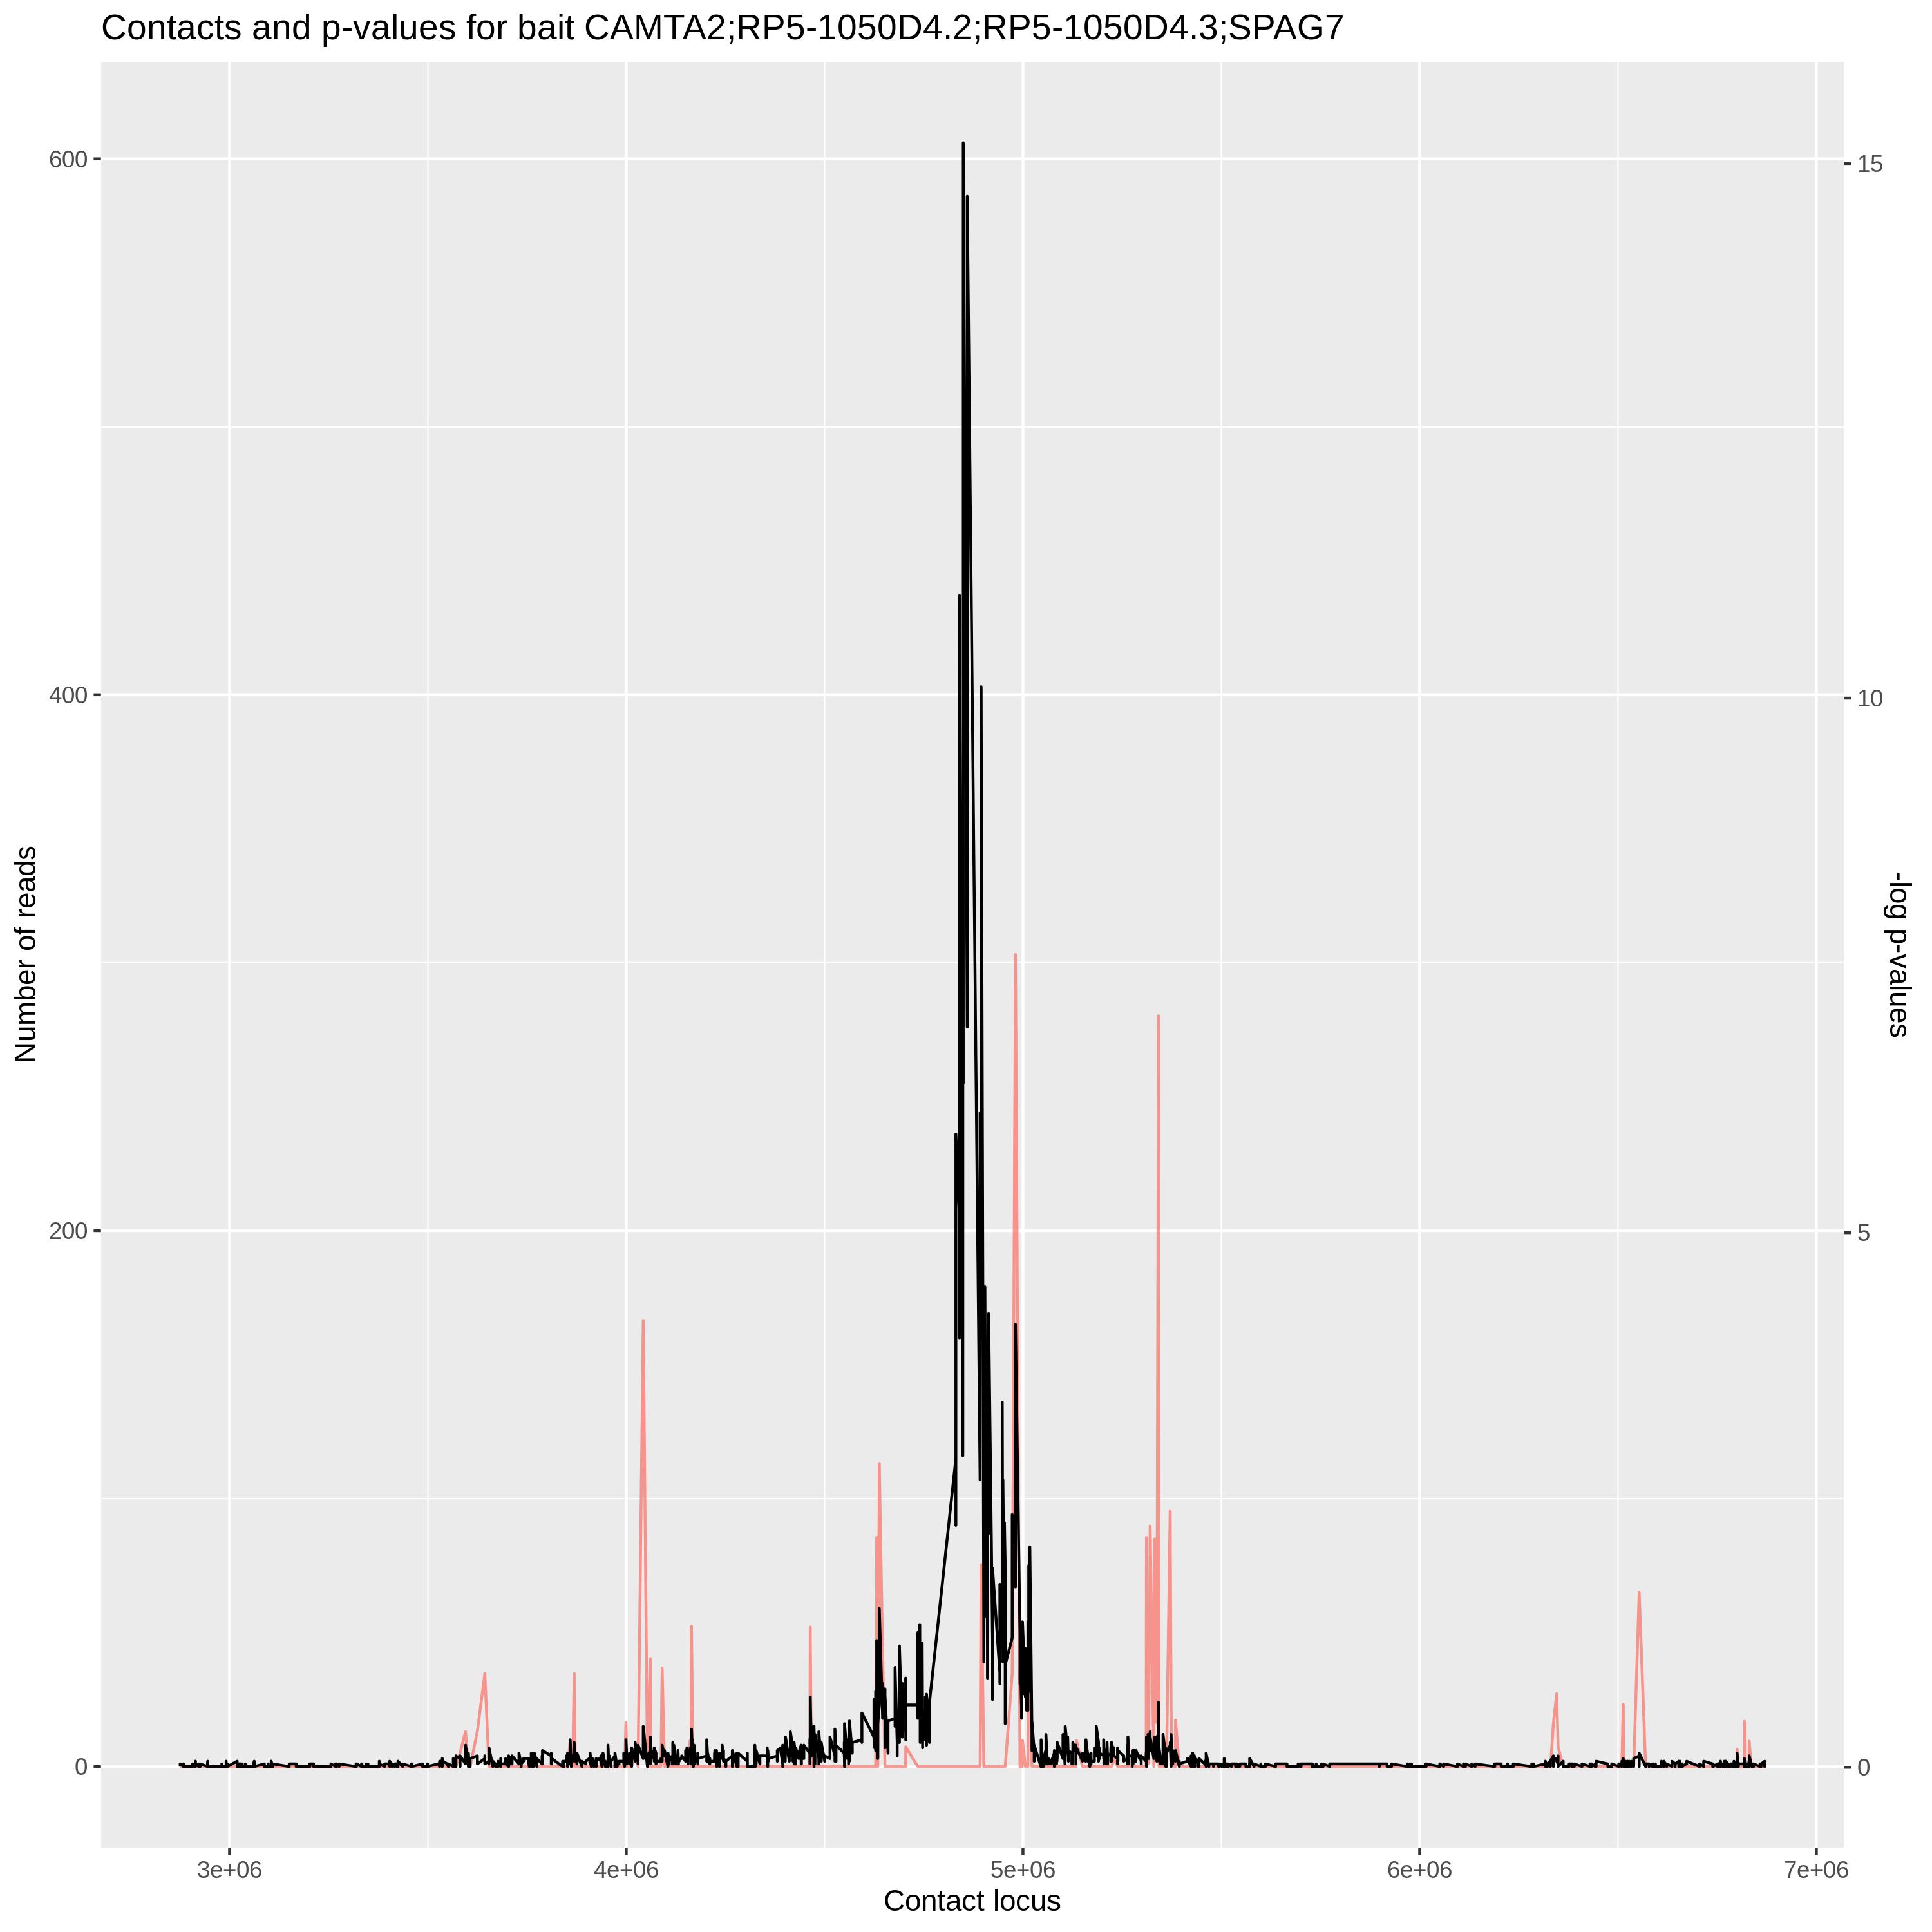 Contacts and p-values for bait CAMTA2;RP5-1050D4.2;RP5-1050D4.3;SPAG7
600
400
200
0
Number of reads
15
10
5
0
-log p-values
3e+06
4e+06
5e+06
6e+06
7e+06
Contact locus